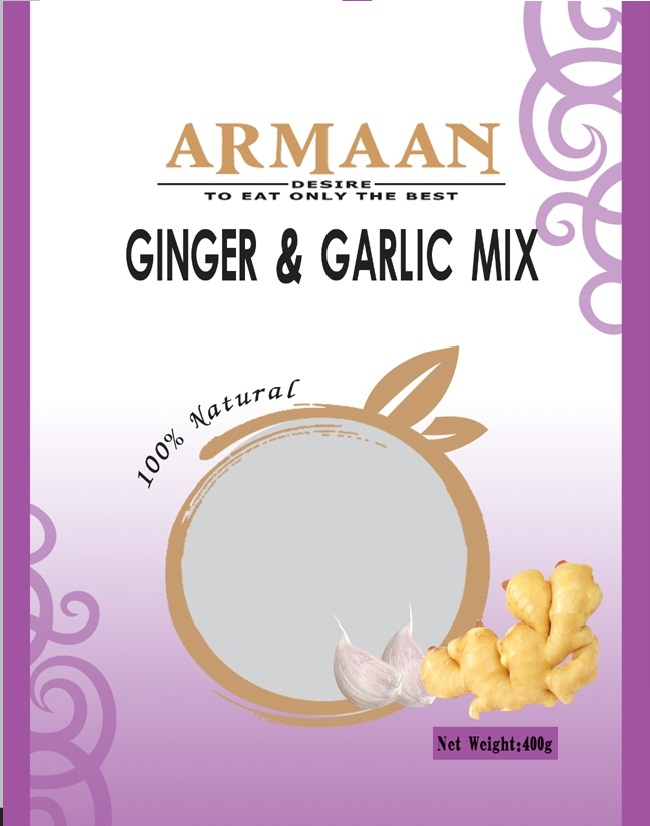 ARMAAN
DESIRE
TO EAT ONLY THE BEST
GINGER & GARLIC MIX
100% Natural
Net Weight:400g